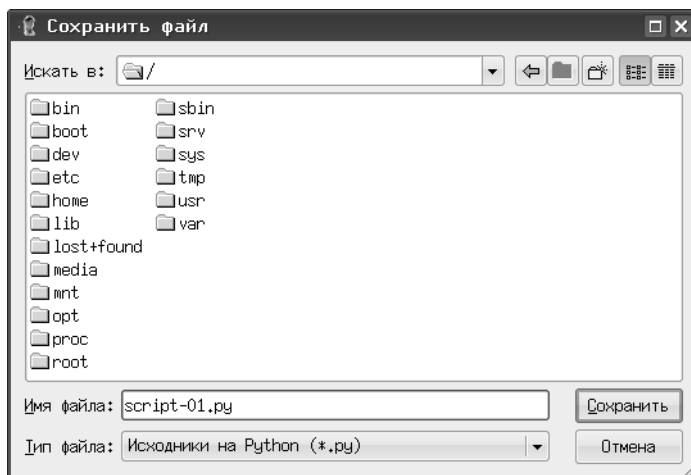 Сохранить файл
Искать в: /
bin sbin
boot srv
dev sys
etc tmp
home usr
lib var
lost+found
media
mnt
opt
proc
root
Имя файла: script-01.py Сохранить
Тип файла: Исходники на Python (*.py) Отмена